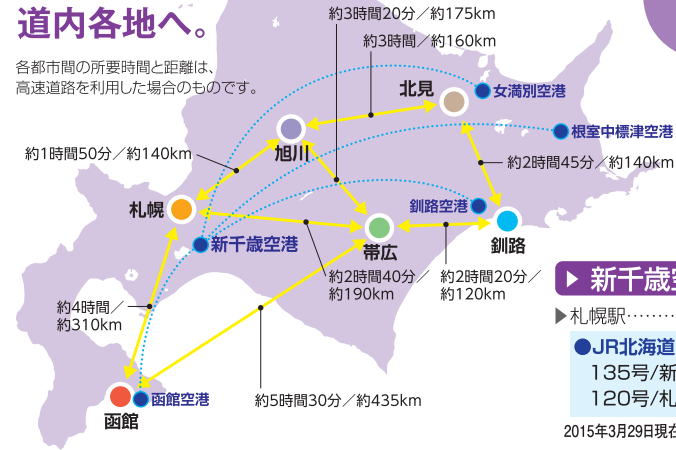 道内各地へ。
各都市間の所要時間と距離は、
高速道路を利用した場合のものです。
約3時間20分／約175km
約3時間／約160km
北見
女満別空港
根室中標津空港
旭川
約1時間50分／約140km
約2時間45分／約140km
札幌
釧路空港
新千歳空港
帯広
釧路
約2時間40分／
約190km
約2時間20分／
約120km
約4時間／
約310km
約5時間30分／約435km
函館空港
函館
▶ 新千歳
▶札幌駅………
●JR北海道
135号/新
120号/札
2015年3月29日現在